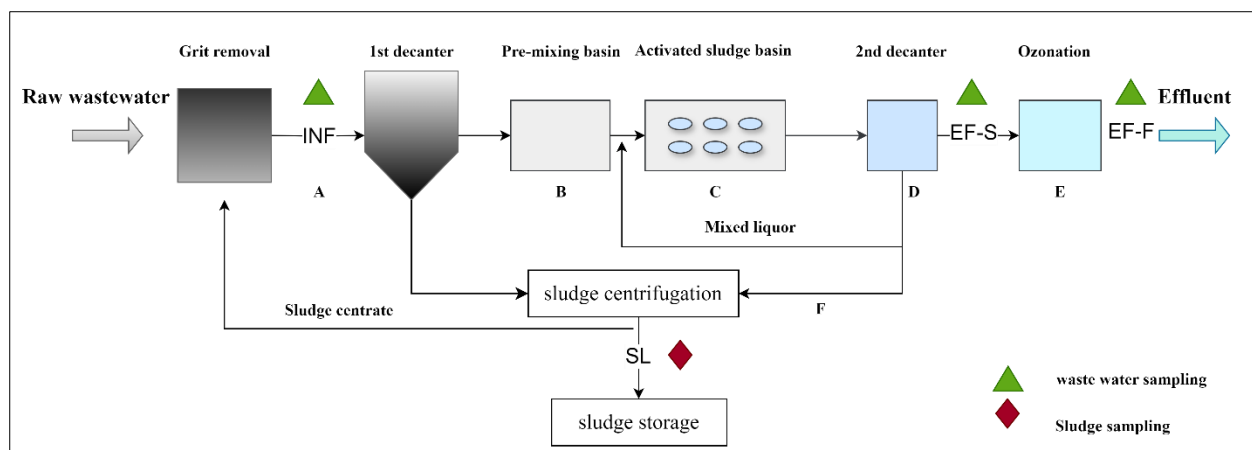 Grit removal
1st decanter
Pre-mixing basin
Activated sludge basin
2nd decanter
Ozonation
Raw wastewater
INF
EF-S
EF-F
Effluent
A
B
C
D
E
Mixed liquor
sludge centrifugation
F
Sludge centrate
SL
sludge storage
waste water sampling
Sludge sampling